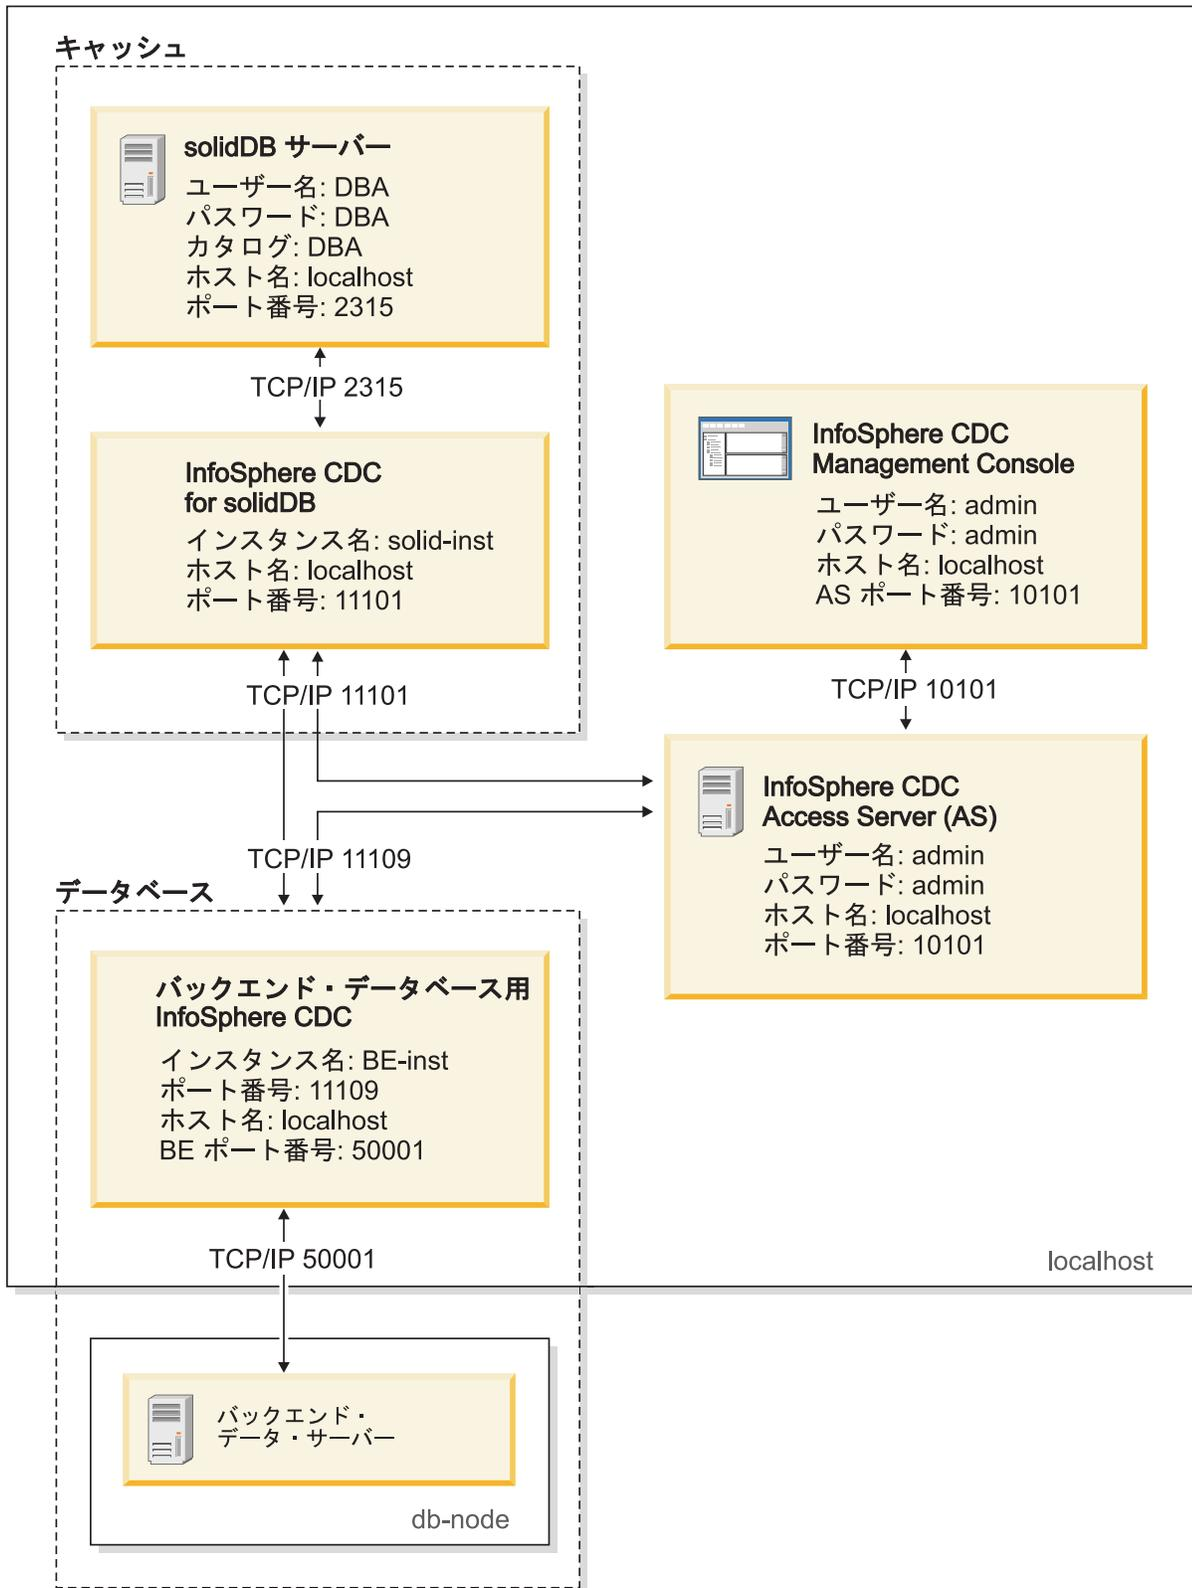 キャッシュ
solidDB サーバー
ユーザー名: DBA
パスワード: DBA
カタログ: DBA
ホスト名: localhost
ポート番号: 2315
TCP/IP 2315
InfoSphere CDC
for solidDB
インスタンス名: solid-inst
ホスト名: localhost
ポート番号: 11101
TCP/IP 11101
InfoSphere CDC
Management Console
ユーザー名: admin
パスワード: admin
ホスト名: localhost
AS ポート番号: 10101
TCP/IP 10101
InfoSphere CDC
Access Server (AS)
ユーザー名: admin
パスワード: admin
ホスト名: localhost
ポート番号: 10101
TCP/IP 11109
データベース
バックエンド・データベース用
InfoSphere CDC
インスタンス名: BE-inst
ポート番号: 11109
ホスト名: localhost
BE ポート番号: 50001
TCP/IP 50001
localhost
バックエンド・
データ・サーバー
db-node